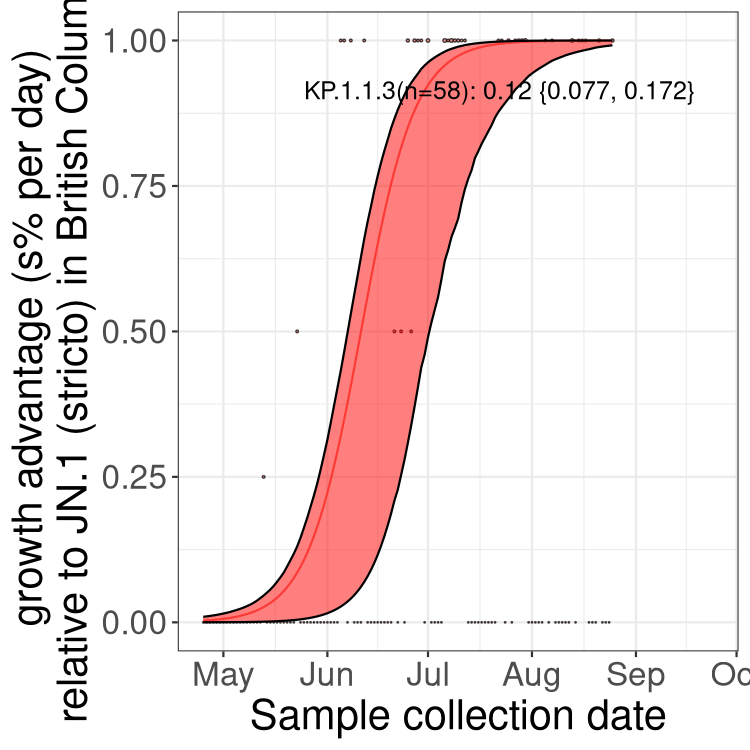 growth advantage (s% per day)
relative to JN.1 (stricto) in British Colum
1.00
0.75
0.50
0.25
0.00
KP.1.1.3(n=58): 0.12 {0.077, 0.172}
May Jun Jul Aug Sep Oc
Sample collection date